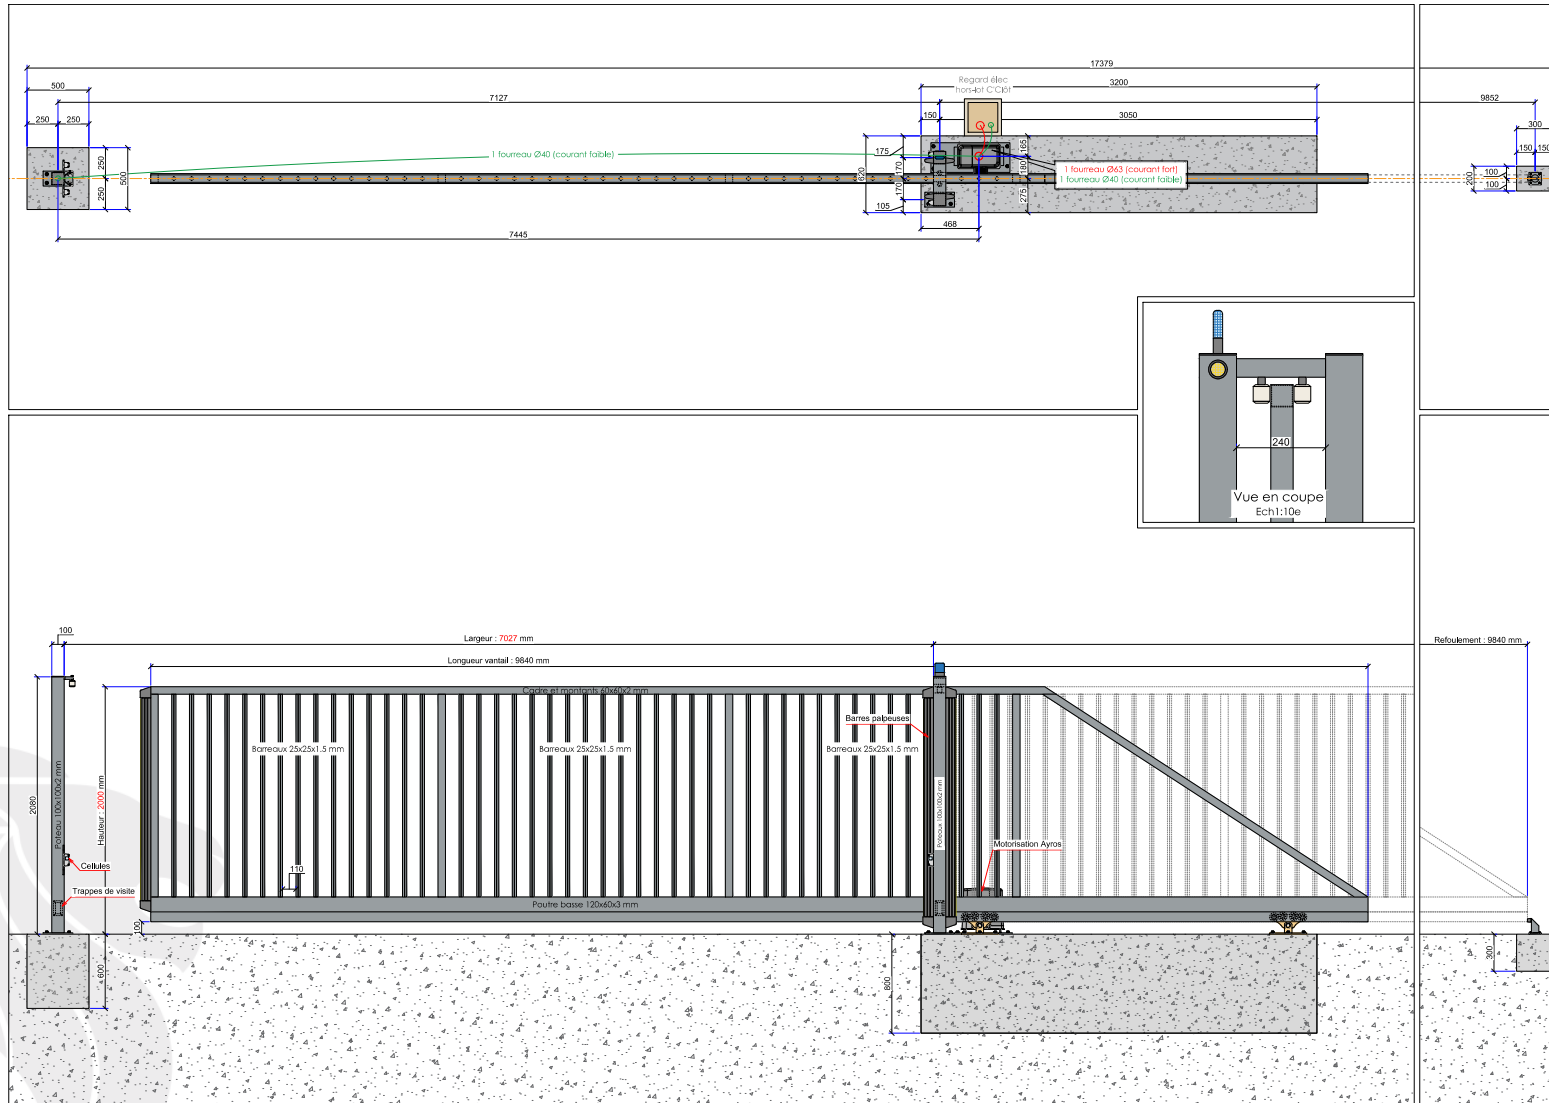 17379
500
Regard élec
hors-lot C'Clôt
3200
7127
9852
250
250
150
3050
300
1 fourreau Ø40 (courant faible)
175
165
150
150
250
500
250
620
170
170
180
275
1 fourreau Ø63 (courant fort)
1 fourreau Ø40 (courant faible)
200
100
100
105
468
7445
240
Vue en coupe
Ech1:10e
100
Largeur : 7027 mm
Refoulement : 9840 mm
Longueur vantail : 9840 mm
Cadre et montants 60x60x2 mm
Barres palpeuses
Barreaux 25x25x1.5 mm
Barreaux 25x25x1.5 mm
Barreaux 25x25x1.5 mm
2080
Poteau 100x100x2 mm
Hauteur : 2000 mm
Poteaux 100x100x2 mm
Motorisation Ayros
Cellules
110
Trappes de visite
Poutre basse 120x60x3 mm
100
600
800
300